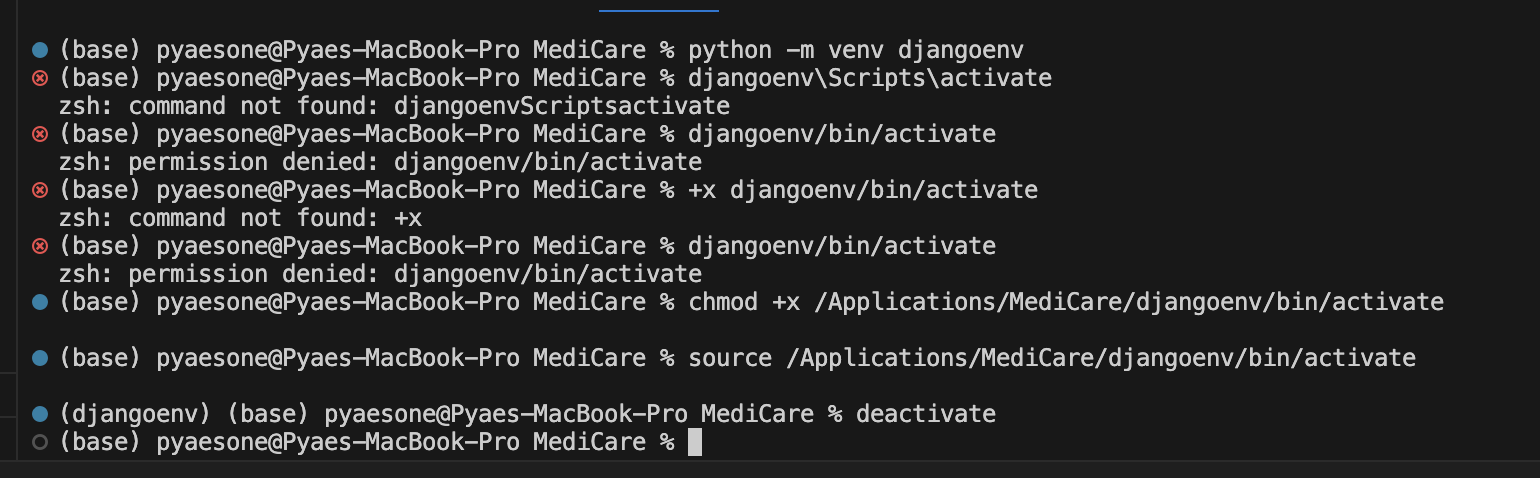 (base) pyaesone@Pyaes-MacBook-Pro MediCare % python -m venv djangoenv
(base) pyaesone@Pyaes-MacBook-Pro MediCare % djangoenv\Scripts\activate
zsh: command not found: djangoenvScriptsactivate
(base) pyaesone@Pyaes-MacBook-Pro MediCare % djangoenv/bin/activate
zsh: permission denied: djangoenv/bin/activate
(base) pyaesone@Pyaes-MacBook-Pro MediCare % +x djangoenv/bin/activate
zsh: command not found: +x
(base) pyaesone@Pyaes-MacBook-Pro MediCare % djangoenv/bin/activate
zsh: permission denied: djangoenv/bin/activate
(base) pyaesone@Pyaes-MacBook-Pro MediCare % chmod +x /Applications/MediCare/djangoenv/bin/activate
(base) pyaesone@Pyaes-MacBook-Pro MediCare % source /Applications/MediCare/djangoenv/bin/activate
(djangoenv) (base) pyaesone@Pyaes-MacBook-Pro MediCare % deactivate
(base) pyaesone@Pyaes-MacBook-Pro MediCare %